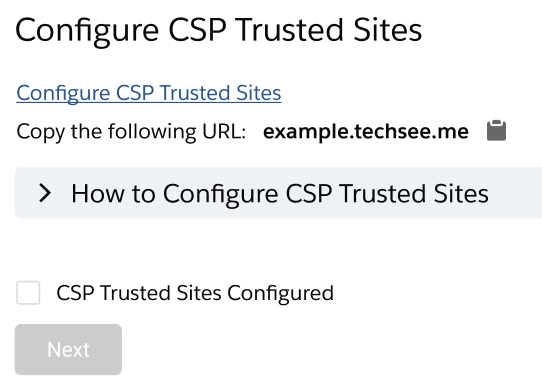 Configure CSP Trusted Sites
Configure CSP Trusted Sites
Copy the following URL: example.techsee.me
How to Configure CSP Trusted Sites
CSP Trusted Sites Configured
Next